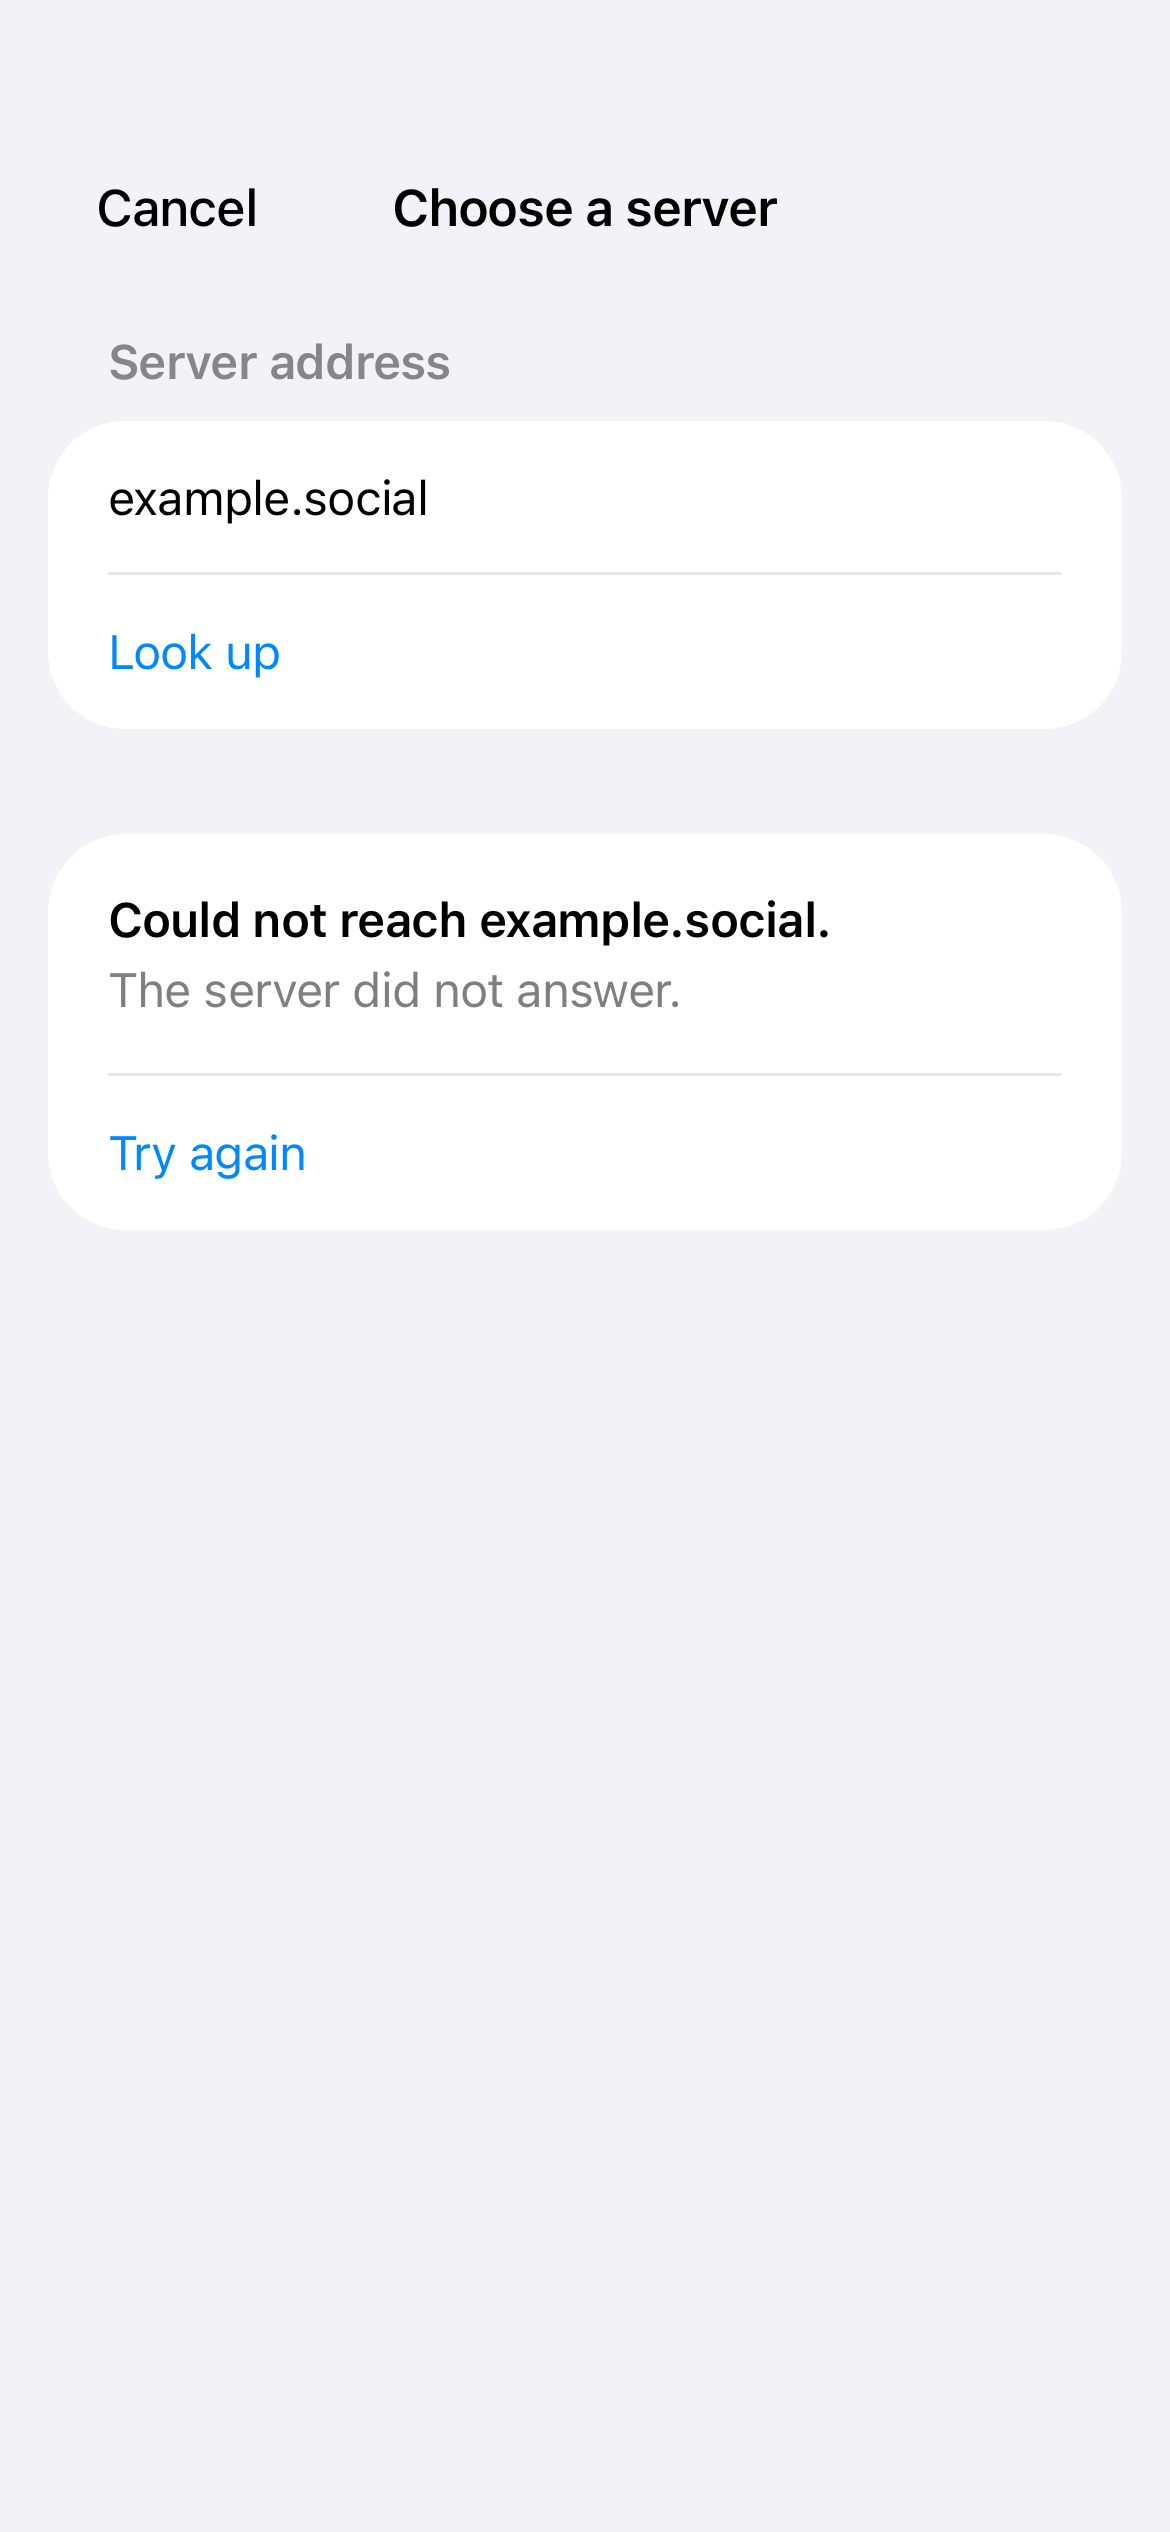 Cancel
Choose a server
Server address
example.social
Look up
Could not reach example.social.
The server did not answer.
Try again